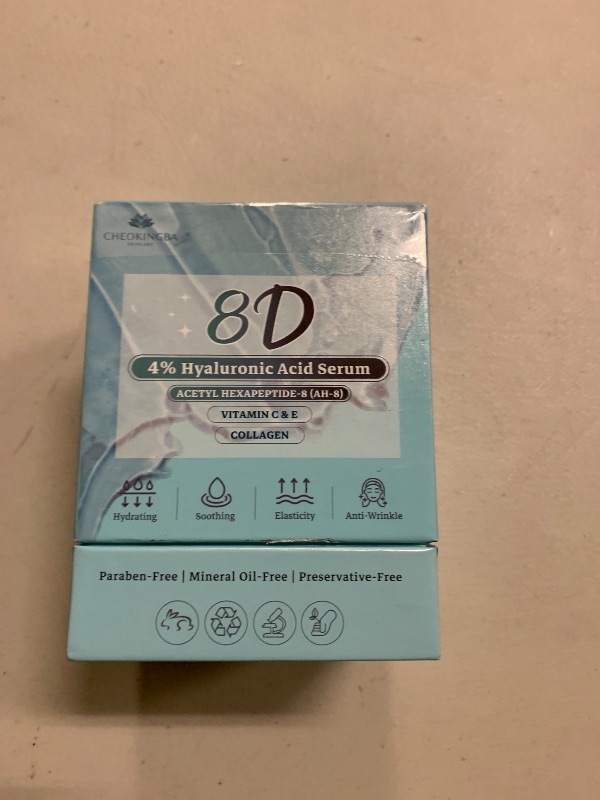 CHEOKINGBA
SKINCARE
8D
4% Hyaluronic Acid Serum
ACETYL HEXAPEPTIDE-8 (AH-8)
VITAMIN C & E
COLLAGEN
Hydrating
Soothing
Elasticity
Anti-Wrinkle
Paraben-Free | Mineral Oil-Free | Preservative-Free